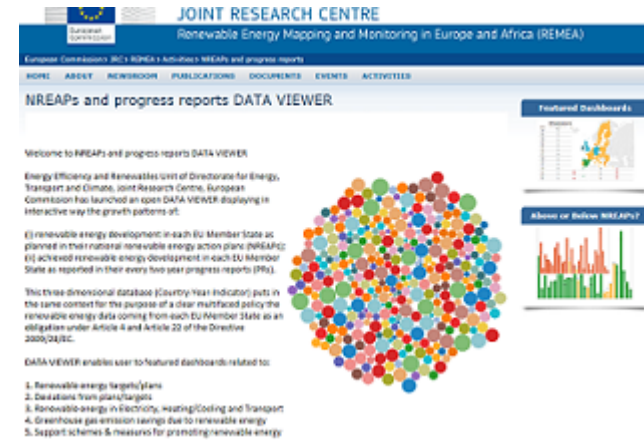 JOINT RESEARCH CENTRE
European
Commission
Renewable Energy Mapping and Monitoring in Europe and Africa (REMEA)
European Commission > JRC > REMEA > Activities > NREAPs and progress reports
HOME ABOUT NEWSROOM PUBLICATIONS DOCUMENTS EVENTS ACTIVITIES
NREAPs and progress reports DATA VIEWER
Featured Dashboards
Welcome to NREAPs and progress reports DATA VIEWER
Energy Efficiency and Renewables Unit of Directorate for Energy,
Transport and Climate, Joint Research Centre, European
Commission has launched an open DATA VIEWER displaying in
interactive way the growth patterns of:
Above or Below NREAPs?
(i) renewable energy development in each EU Member State as
planned in their national renewable energy action plans (NREAPs);
(ii) achieved renewable energy development in each EU Member
State as reported in their every two year progress reports (PRs).
This three dimensional database (Country-Year-Indicator) puts in
the same context for the purpose of a clear multifaced policy the
renewable energy data coming from each EU Member State as an
obligation under Article 4 and Article 22 of the Directive
2009/28/EC.
DATA VIEWER enables user to featured dashboards related to:
1. Renewable energy targets/plans
2. Deviations from plans/targets
3. Renewable energy in Electricity, Heating/Cooling and Transport
4. Greenhouse gas emission savings due to renewable energy
5. Support schemes & measures for promoting renewable energy